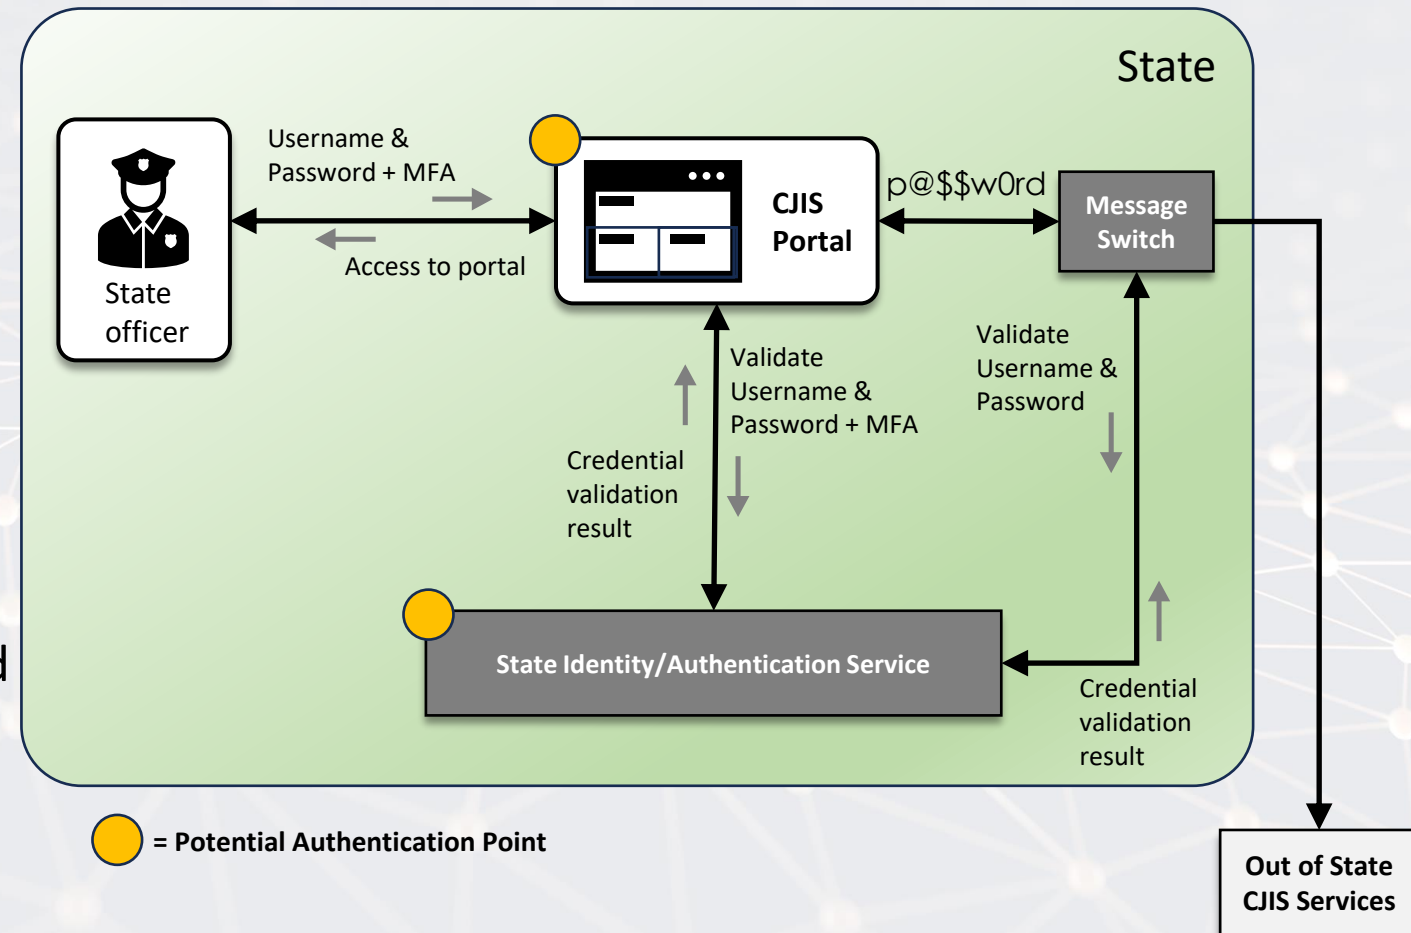 State
Username &
Password + MFA
Access to portal
State
officer
CJIS
Portal
p@$$w0rd
Message
Switch
Validate
Username &
Password + MFA
Credential
validation
result
Validate
Username &
Password
State Identity/Authentication Service
Credential
validation
result
= Potential Authentication Point
Out of State
CJIS Services